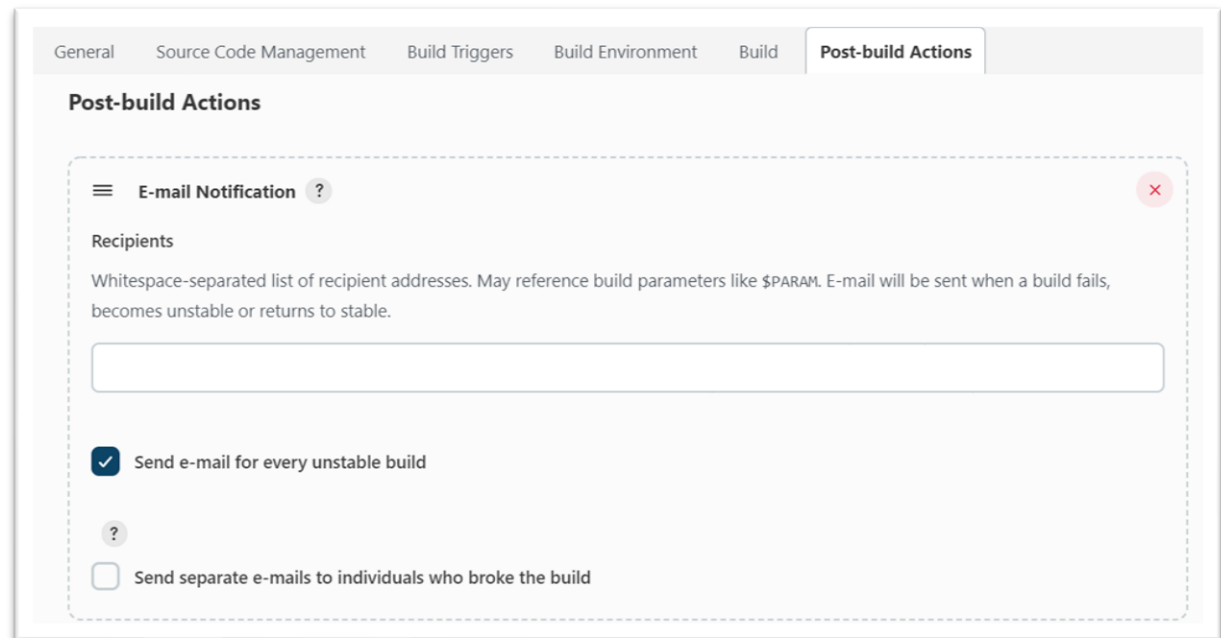 General Source Code Management Build Triggers Build Environment Build Post-build Actions
Post-build Actions
E-mail Notification ?
Recipients
Whitespace-separated list of recipient addresses. May reference build parameters like $PARAM. E-mail will be sent when a build fails,
becomes unstable or returns to stable.
Send e-mail for every unstable build
?
Send separate e-mails to individuals who broke the build